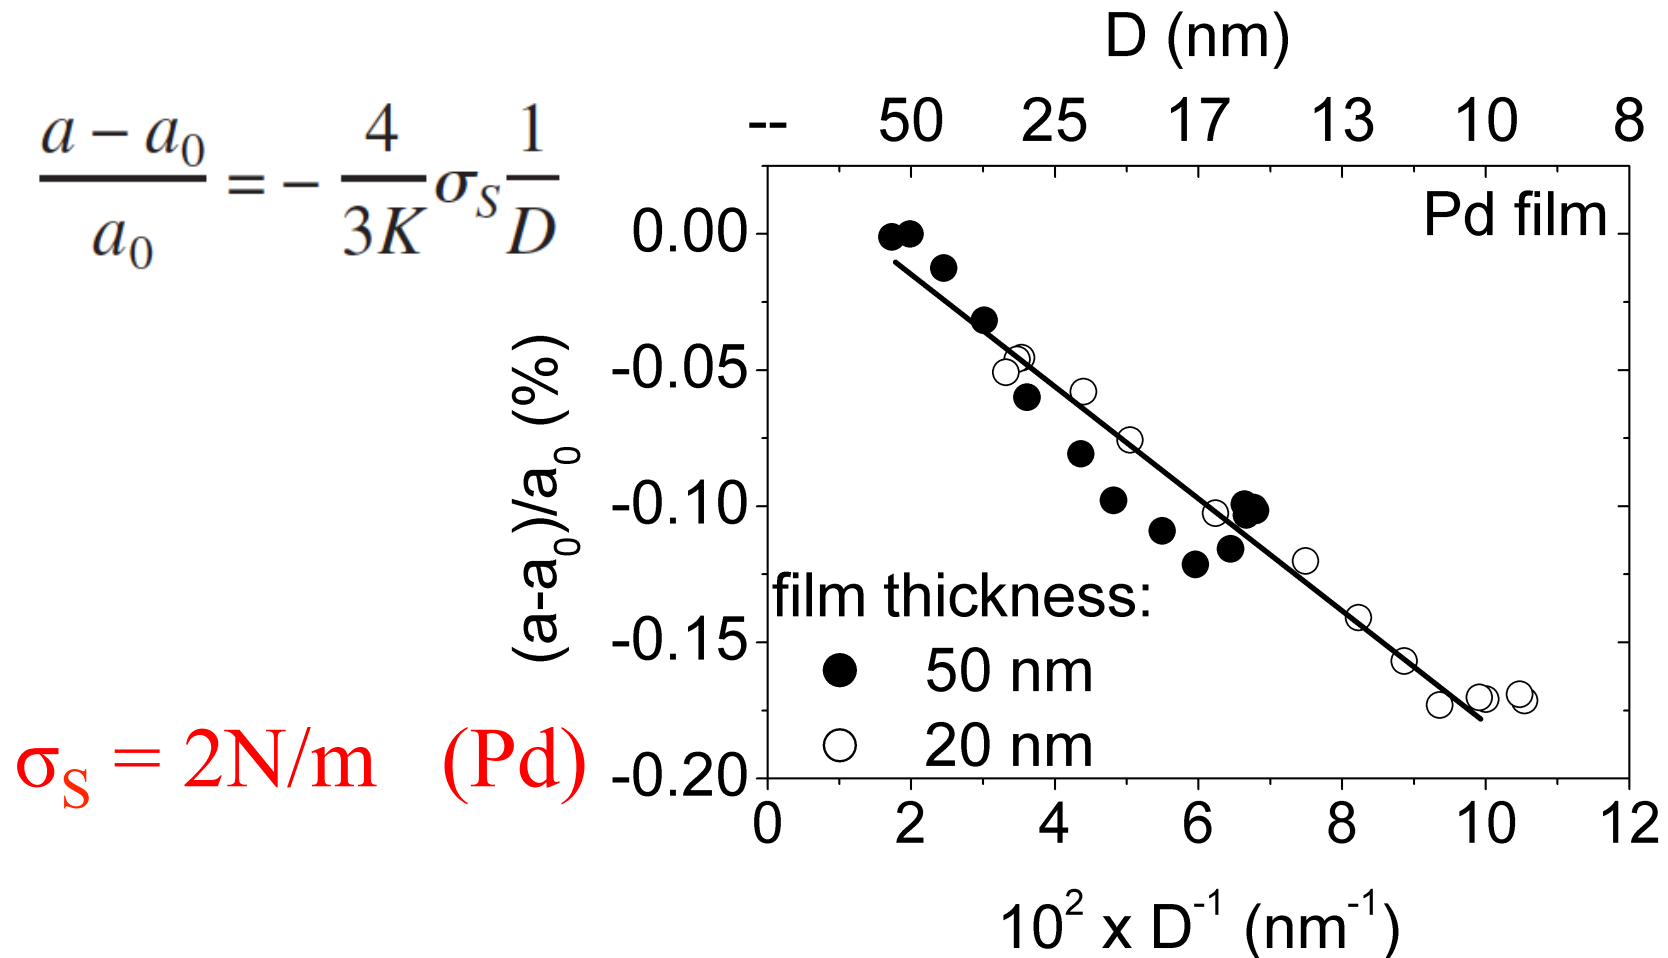 (a - a₀)/a₀ = - (4/3K) σ_S (1/D)
σ_S = 2N/m (Pd)
D (nm)
-- 50 25 17 13 10 8
Pd film
0.00
-0.05
-0.10
-0.15
-0.20
(a-a₀)/a₀ (%)
film thickness:
50 nm
20 nm
0 2 4 6 8 10 12
10² x D⁻¹ (nm⁻¹)